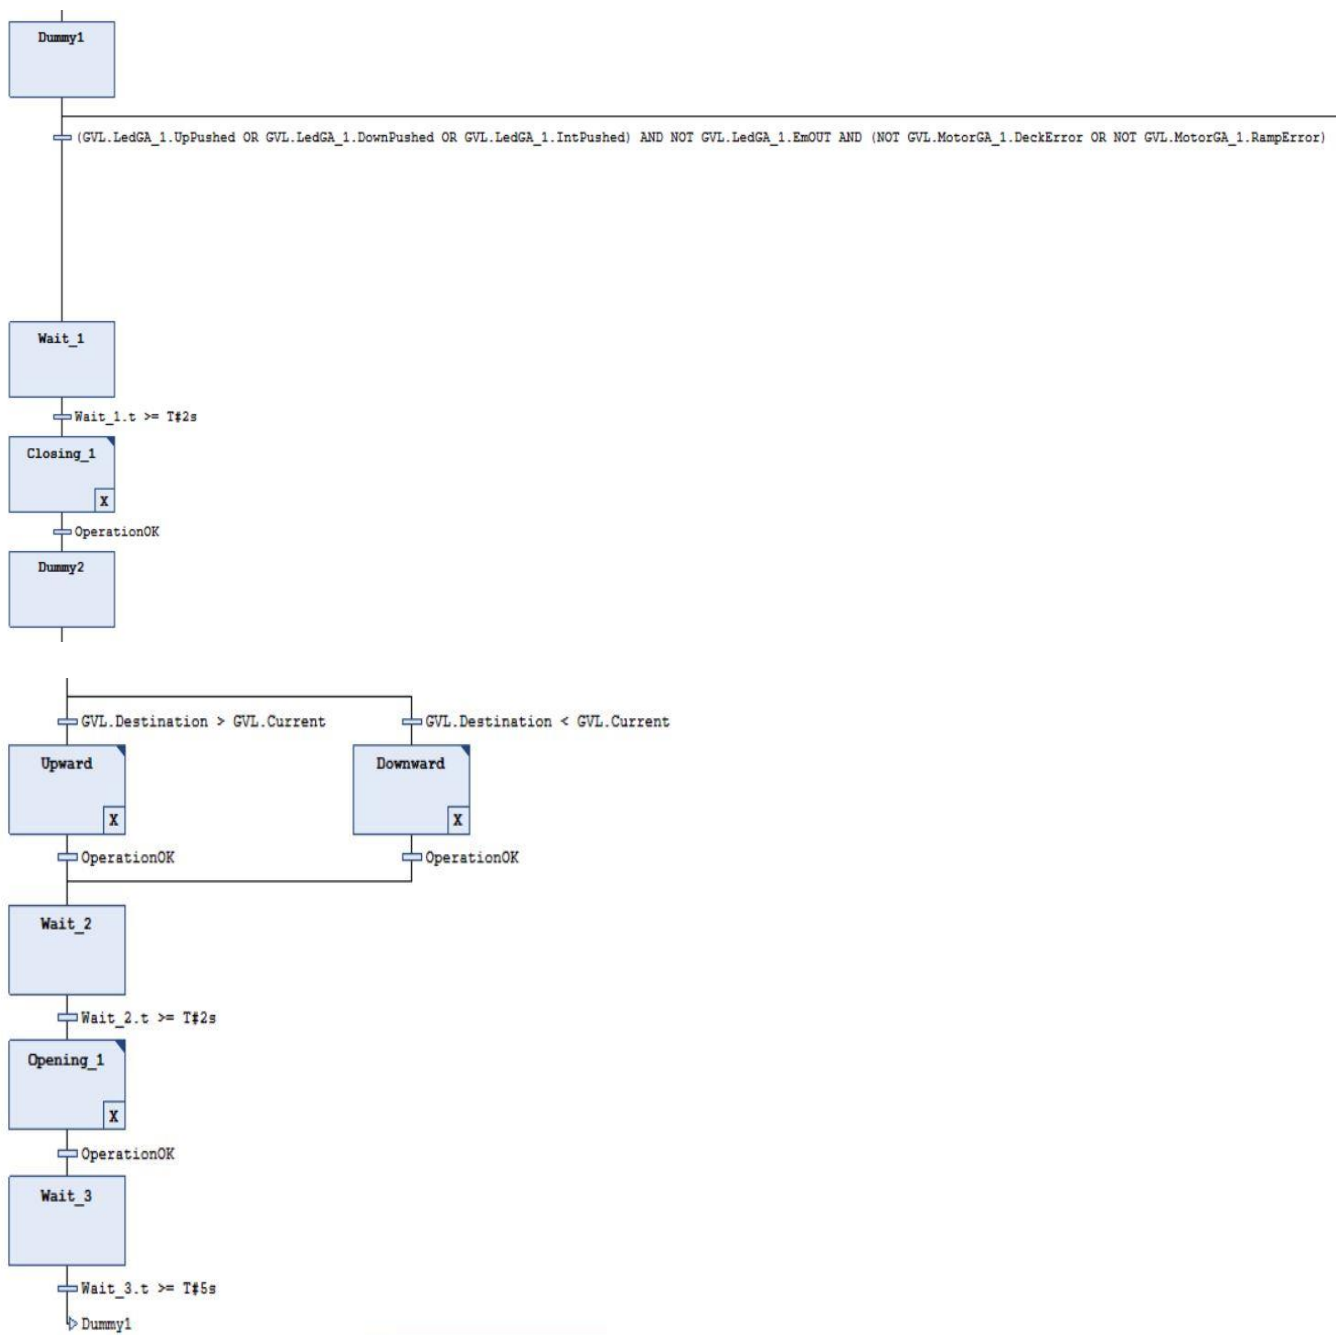 Dummy1
(GVL.LedGA_1.UpPushed OR GVL.LedGA_1.DownPushed OR GVL.LedGA_1.IntPushed) AND NOT GVL.LedGA_1.EmOUT AND (NOT GVL.MotorGA_1.DeckError OR NOT GVL.MotorGA_1.RampError)
Wait_1
Wait_1.t >= T#2s
Closing_1
X
OperationOK
Dummy2
GVL.Destination > GVL.Current
GVL.Destination < GVL.Current
Upward
Downward
X
X
OperationOK
OperationOK
Wait_2
Wait_2.t >= T#2s
Opening_1
X
OperationOK
Wait_3
Wait_3.t >= T#5s
Dummy1